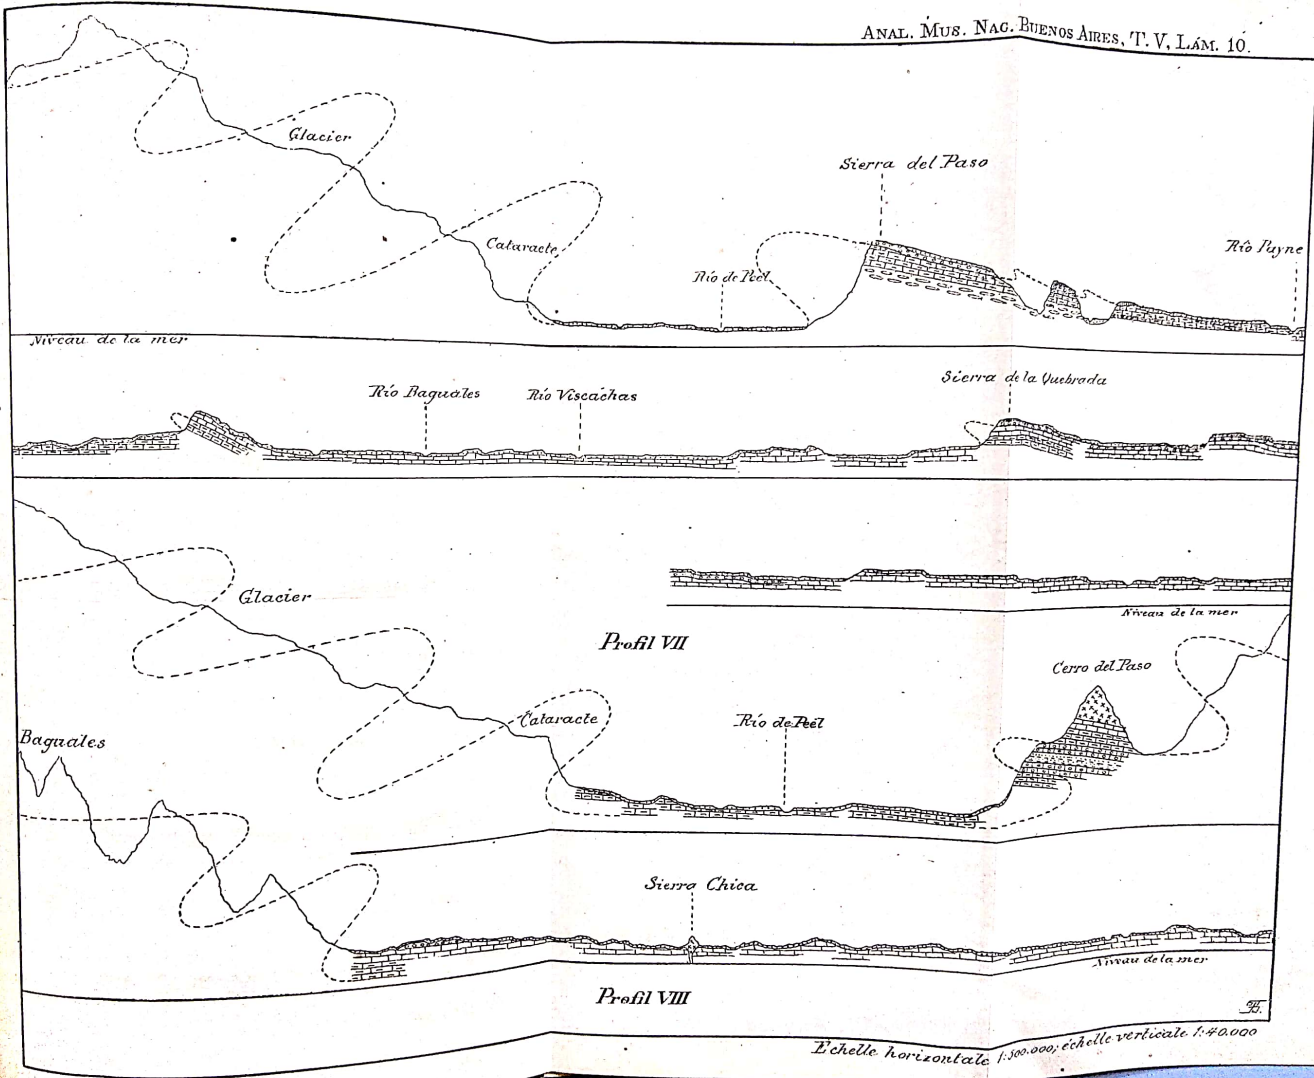 ANAL. MUS. NAC. BUENOS AIRES, T. V, LÁM. 10.
Glacier
Sierra del Paso
Cataracte
Río de Peel
Río Payne
Niveau de la mer
Río Baguales
Río Viscachas
Sierra de la Quebrada
Glacier
Niveau de la mer
Profil VII
Cerro del Paso
Cataracte
Río de Peel
Baguales
Sierra Chica
Niveau de la mer
Profil VIII
Echelle horizontale 1:500.000; échelle verticale 1:40.000